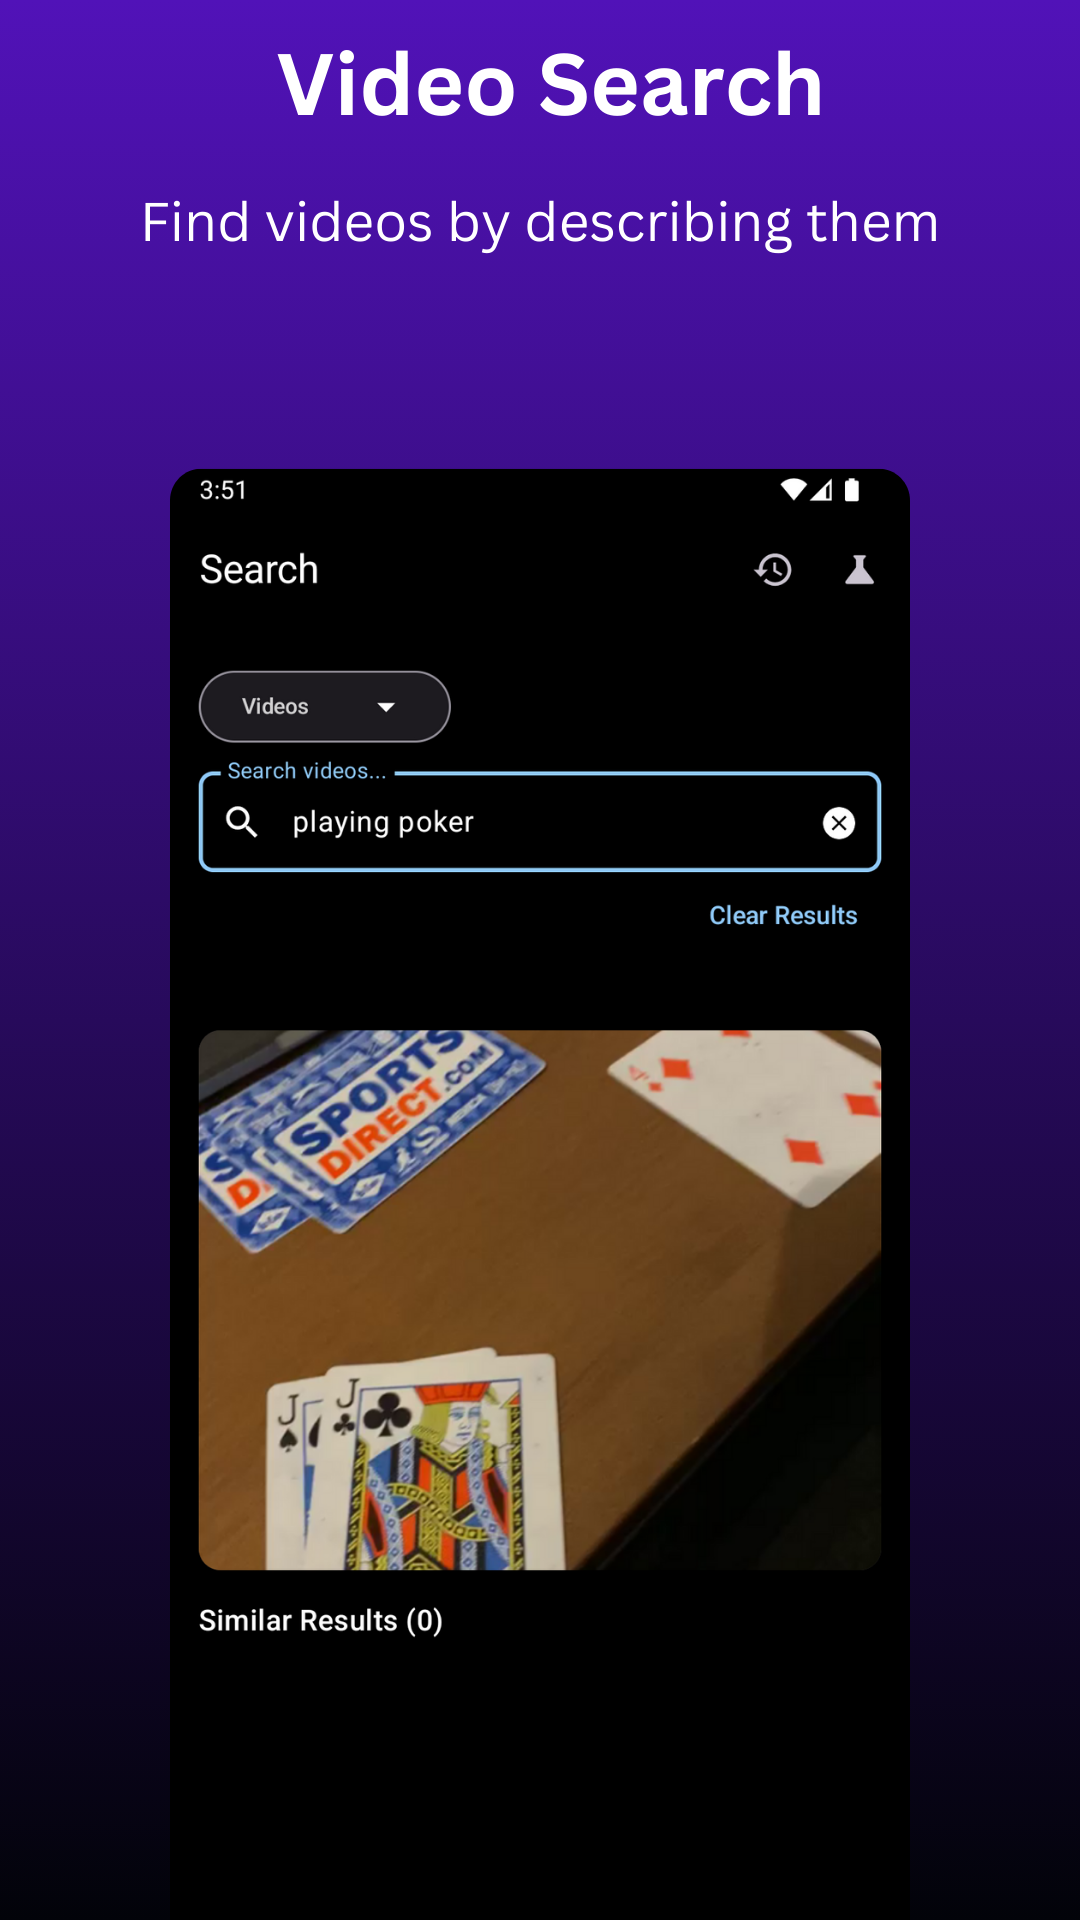 Video Search
Find videos by describing them
3:51
Search
Videos
Search videos...
playing poker
Clear Results
SPORTS
DIRECT.COM
S
D
4
J
J
Similar Results (0)